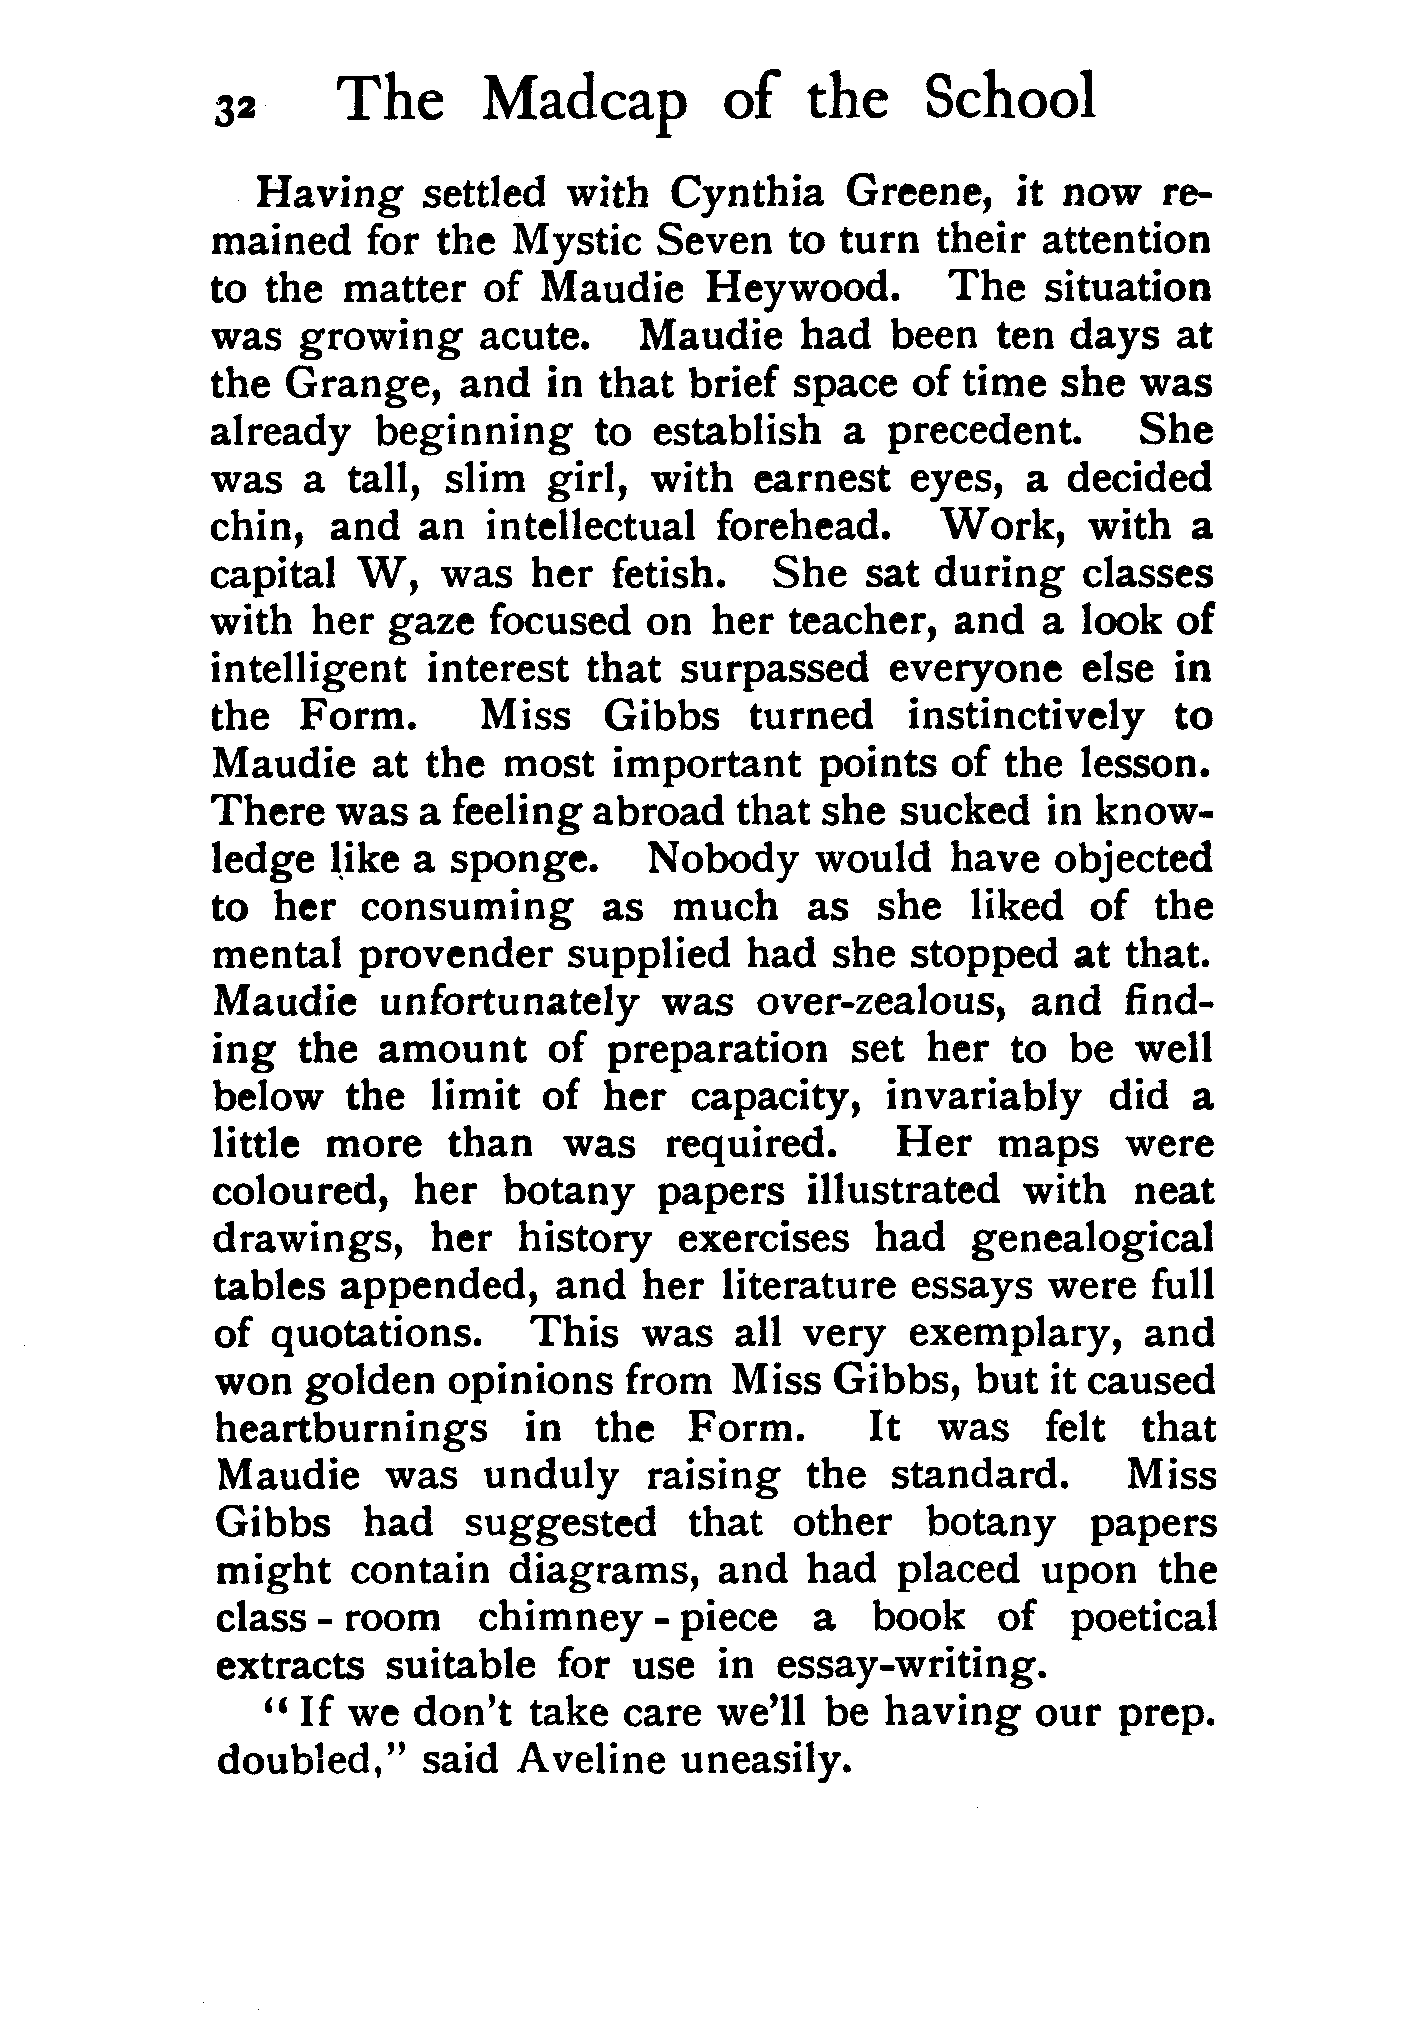 32 The Madcap of the School
Having settled with Cynthia Greene, it now re-
mained for the Mystic Seven to turn their attention
to the matter of Maudie Heywood. The situation
was growing acute. Maudie had been ten days at
the Grange, and in that brief space of time she was
already beginning to establish a precedent. She
was a tall, slim girl, with earnest eyes, a decided
chin, and an intellectual forehead. Work, with a
capital W, was her fetish. She sat during classes
with her gaze focused on her teacher, and a look of
intelligent interest that surpassed everyone else in
the Form. Miss Gibbs turned instinctively to
Maudie at the most important points of the lesson.
There was a feeling abroad that she sucked in know-
ledge like a sponge. Nobody would have objected
to her consuming as much as she liked of the
mental provender supplied had she stopped at that.
Maudie unfortunately was over-zealous, and find-
ing the amount of preparation set her to be well
below the limit of her capacity, invariably did a
little more than was required. Her maps were
coloured, her botany papers illustrated with neat
drawings, her history exercises had genealogical
tables appended, and her literature essays were full
of quotations. This was all very exemplary, and
won golden opinions from Miss Gibbs, but it caused
heartburnings in the Form. It was felt that
Maudie was unduly raising the standard. Miss
Gibbs had suggested that other botany papers
might contain diagrams, and had placed upon the
class-room chimney-piece a book of poetical
extracts suitable for use in essay-writing.
"If we don't take care we'll be having our prep.
doubled," said Aveline uneasily.